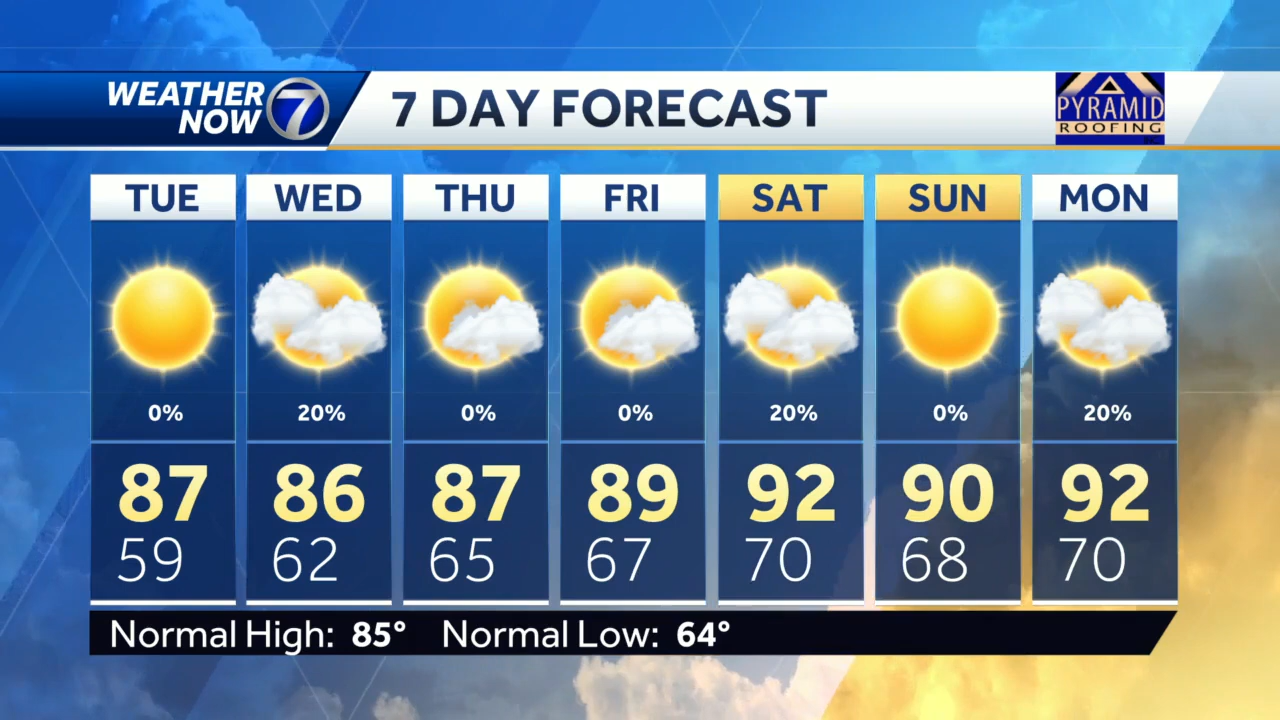 WEATHER
NOW
7
7 DAY FORECAST
PYRAMID
ROOFING
TUE WED THU FRI SAT SUN MON
0% 20% 0% 0% 20% 0% 20%
87 86 87 89 92 90 92
59 62 65 67 70 68 70
Normal High: 85° Normal Low: 64°